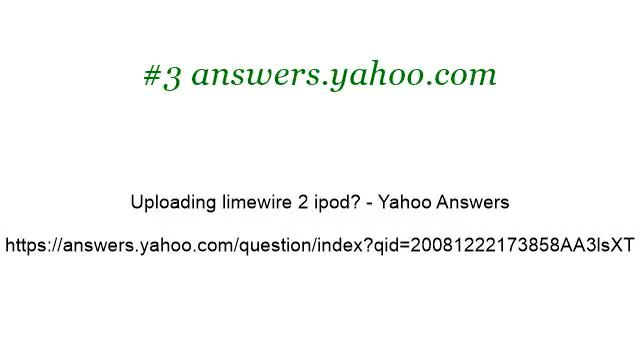 #3 answers.yahoo.com
Uploading limewire 2 ipod? - Yahoo Answers
https://answers.yahoo.com/question/index?qid=20081222173858AA3lsXT